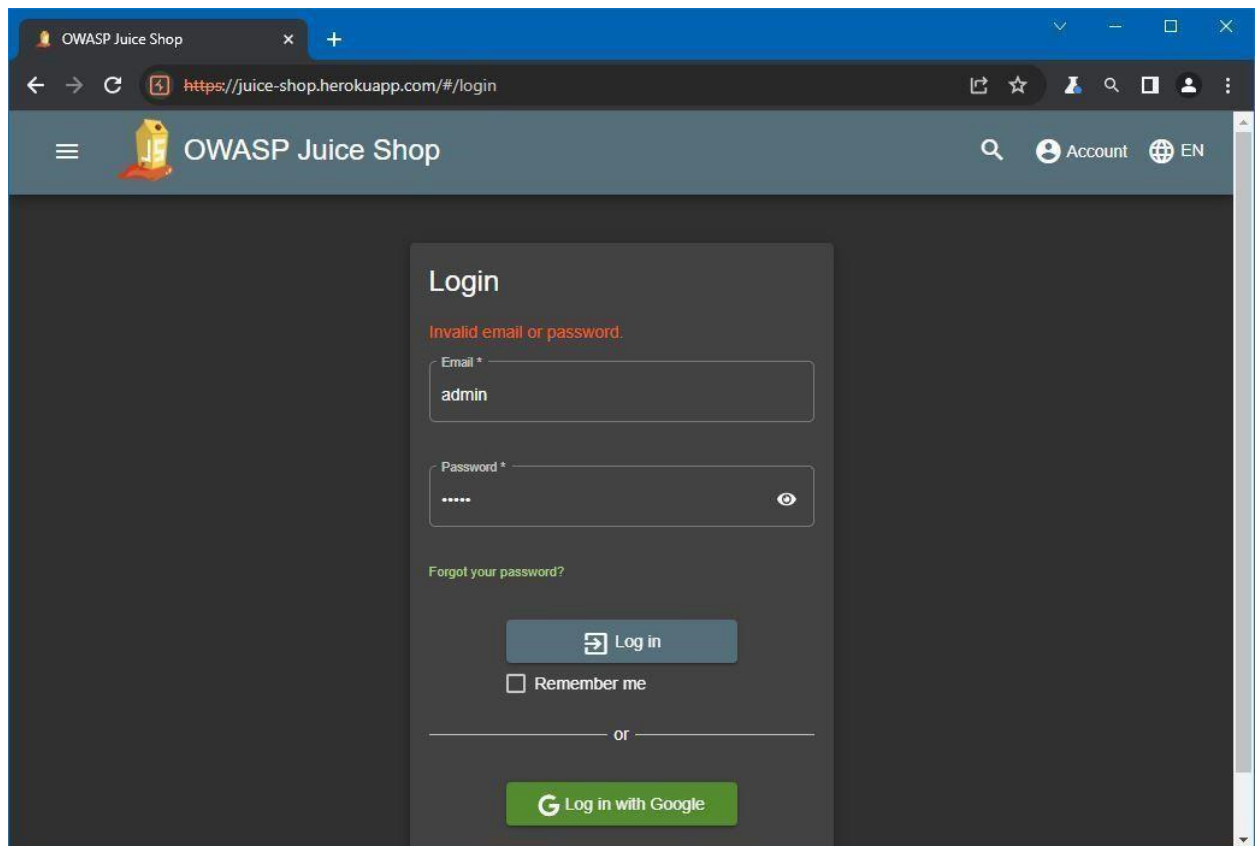 OWASP Juice Shop
https://juice-shop.herokuapp.com/#/login
JS
OWASP Juice Shop
Account
EN
Login
Invalid email or password.
Email *
admin
Password *
•••••
Forgot your password?
Log in
Remember me
or
G Log in with Google